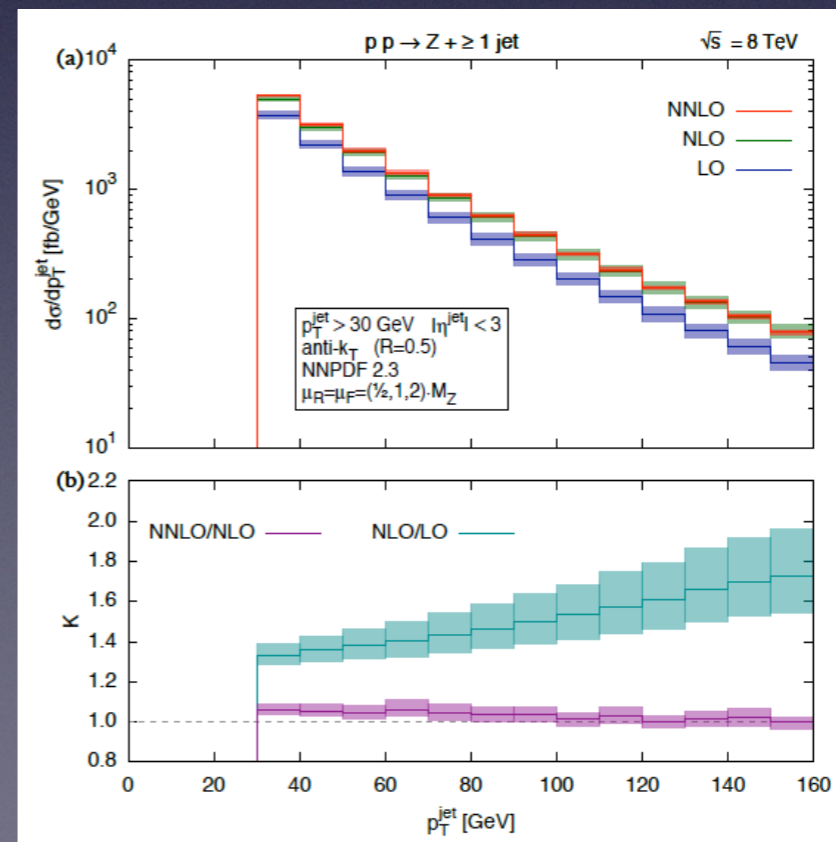 p p → Z + ≥ 1 jet √s = 8 TeV
(a)
10⁴
10³
10²
10¹
dσ/dp_T^jet [fb/GeV]
NNLO
NLO
LO
p_T^jet > 30 GeV |η^jet| < 3
anti-k_T (R=0.5)
NNPDF 2.3
μ_R=μ_F=(½,1,2)·M_Z
(b)
2.2
2.0
1.8
1.6
1.4
1.2
1.0
0.8
K
NNLO/NLO NLO/LO
0 20 40 60 80 100 120 140 160
p_T^jet [GeV]